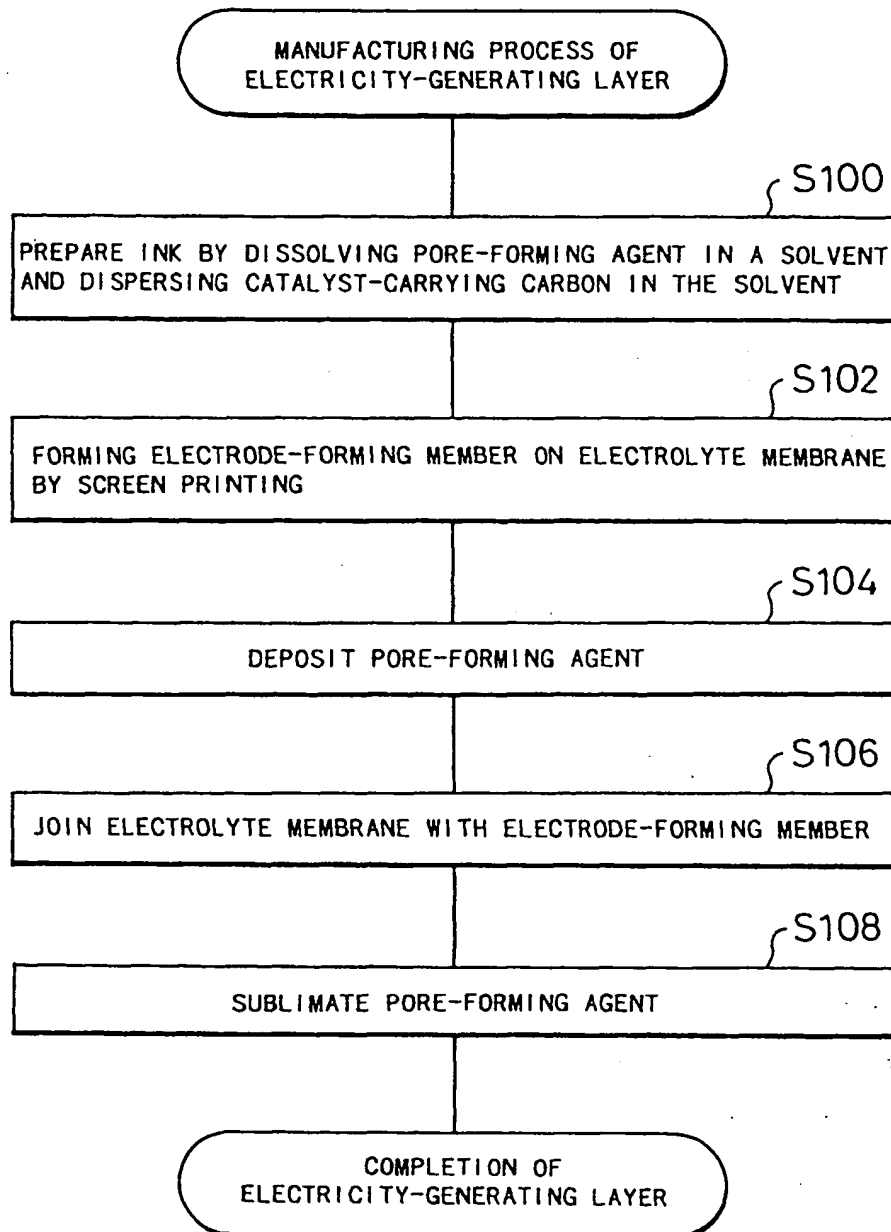 MANUFACTURING PROCESS OF
ELECTRICITY-GENERATING LAYER
S100
PREPARE INK BY DISSOLVING PORE-FORMING AGENT IN A SOLVENT
AND DISPERSING CATALYST-CARRYING CARBON IN THE SOLVENT
S102
FORMING ELECTRODE-FORMING MEMBER ON ELECTROLYTE MEMBRANE
BY SCREEN PRINTING
S104
DEPOSIT PORE-FORMING AGENT
S106
JOIN ELECTROLYTE MEMBRANE WITH ELECTRODE-FORMING MEMBER
S108
SUBLIMATE PORE-FORMING AGENT
COMPLETION OF
ELECTRICITY-GENERATING LAYER